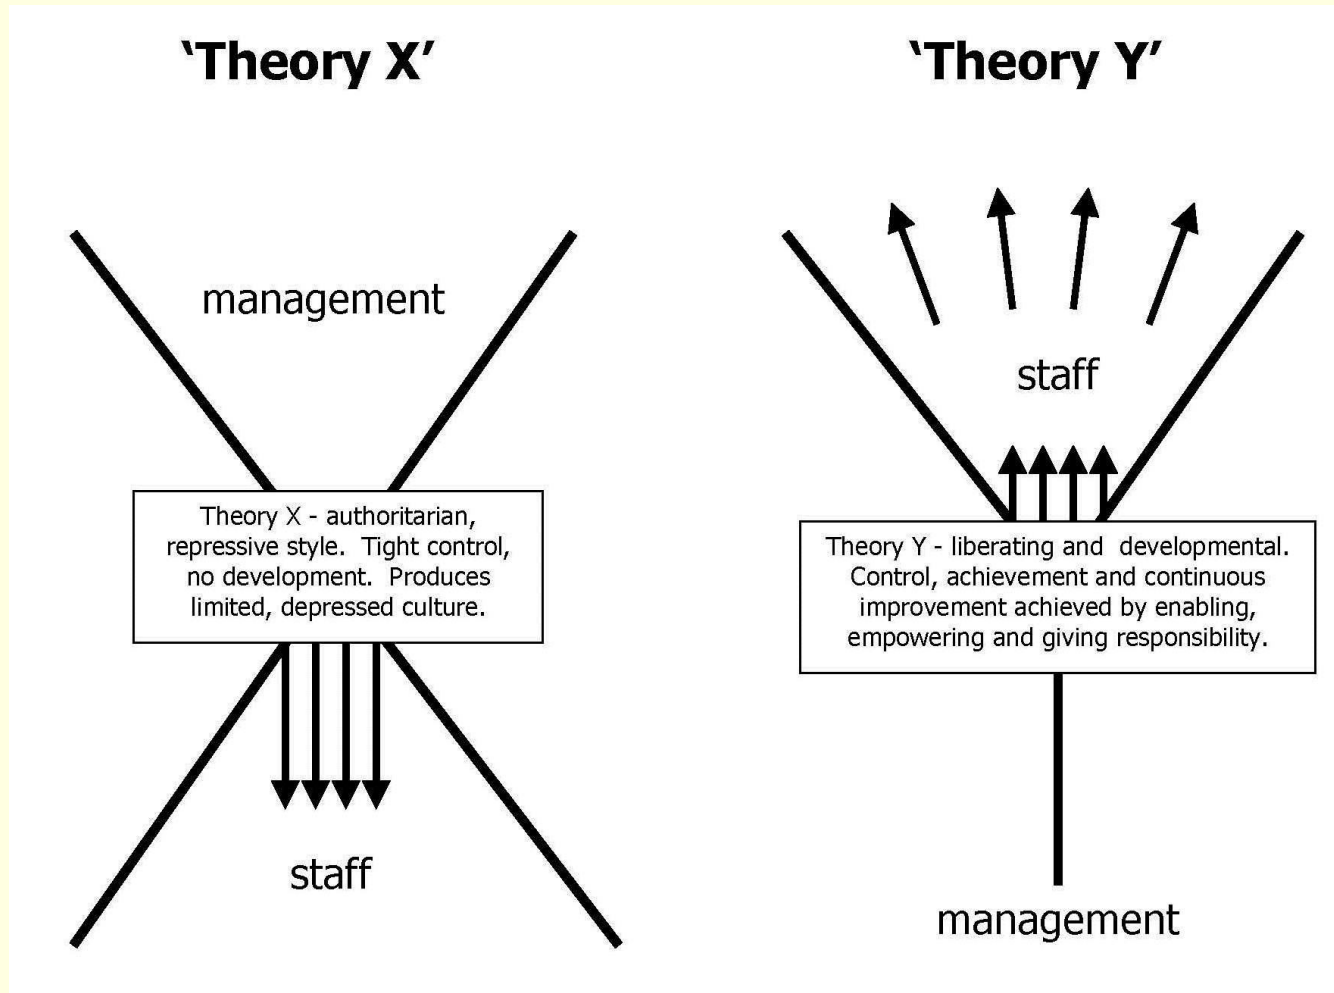 ‘Theory X’
management
Theory X - authoritarian,
repressive style.  Tight control,
no development.  Produces
limited, depressed culture.
staff
‘Theory Y’
staff
Theory Y - liberating and  developmental.
Control, achievement and continuous
improvement achieved by enabling,
empowering and giving responsibility.
management